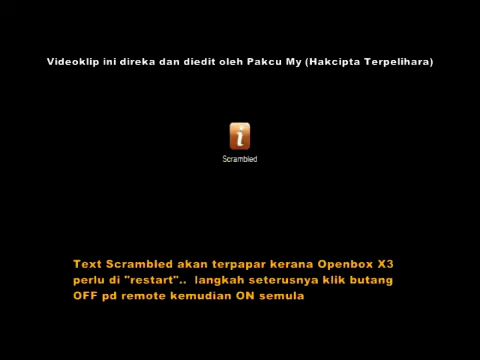 Videoklip ini direka dan diedit oleh Pakcu My (Hakcipta Terpelihara)
i
Scrambled
Text Scrambled akan terpapar kerana Openbox X3
perlu di "restart".. langkah seterusnya klik butang
OFF pd remote kemudian ON semula